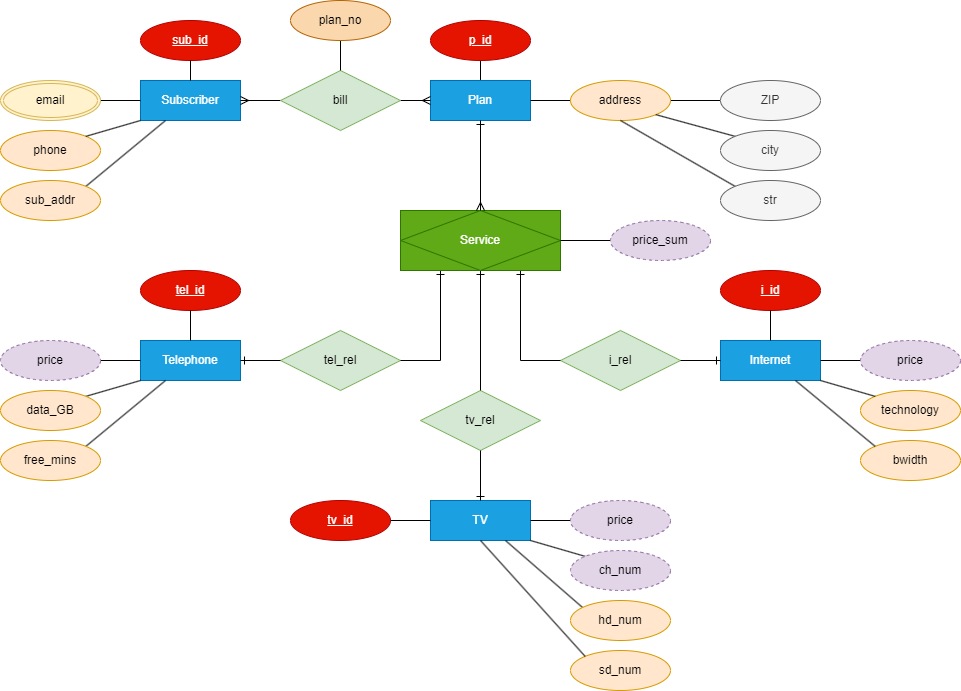 plan_no
sub_id
p_id
email
Subscriber
bill
Plan
address
ZIP
phone
city
sub_addr
str
Service
price_sum
tel_id
i_id
price
Telephone
tel_rel
i_rel
Internet
price
data_GB
tv_rel
technology
free_mins
bwidth
tv_id
TV
price
ch_num
hd_num
sd_num